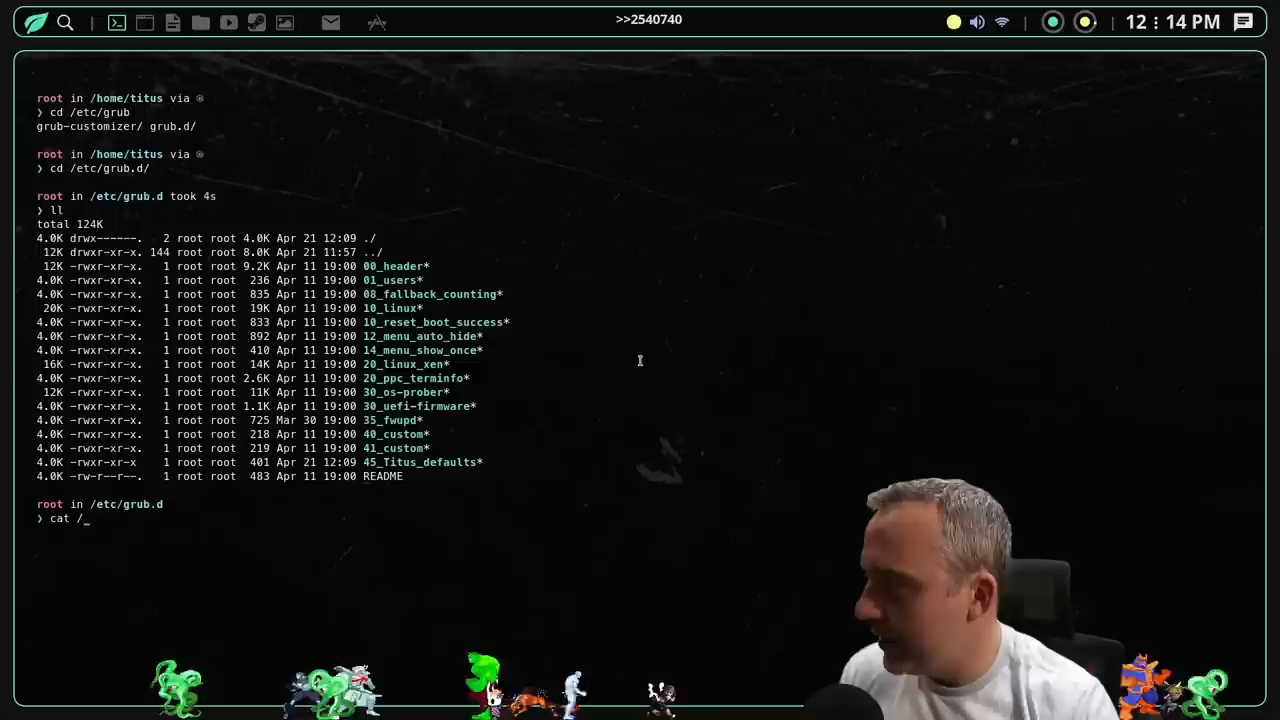 >>2540740
12 : 14 PM
root in /home/titus via
❯ cd /etc/grub
grub-customizer/ grub.d/
root in /home/titus via
❯ cd /etc/grub.d/
root in /etc/grub.d took 4s
❯ ll
total 124K
4.0K drwx------.   2 root root 4.0K Apr 21 12:09 ./
 12K drwxr-xr-x. 144 root root 8.0K Apr 21 11:57 ../
 12K -rwxr-xr-x.   1 root root 9.2K Apr 11 19:00 00_header*
4.0K -rwxr-xr-x.   1 root root  236 Apr 11 19:00 01_users*
4.0K -rwxr-xr-x.   1 root root  835 Apr 11 19:00 08_fallback_counting*
 20K -rwxr-xr-x.   1 root root  19K Apr 11 19:00 10_linux*
4.0K -rwxr-xr-x.   1 root root  833 Apr 11 19:00 10_reset_boot_success*
4.0K -rwxr-xr-x.   1 root root  892 Apr 11 19:00 12_menu_auto_hide*
4.0K -rwxr-xr-x.   1 root root  410 Apr 11 19:00 14_menu_show_once*
 16K -rwxr-xr-x.   1 root root  14K Apr 11 19:00 20_linux_xen*
4.0K -rwxr-xr-x.   1 root root 2.6K Apr 11 19:00 20_ppc_terminfo*
 12K -rwxr-xr-x.   1 root root  11K Apr 11 19:00 30_os-prober*
4.0K -rwxr-xr-x.   1 root root 1.1K Apr 11 19:00 30_uefi-firmware*
4.0K -rwxr-xr-x.   1 root root  725 Mar 30 19:00 35_fwupd*
4.0K -rwxr-xr-x.   1 root root  218 Apr 11 19:00 40_custom*
4.0K -rwxr-xr-x.   1 root root  219 Apr 11 19:00 41_custom*
4.0K -rwxr-xr-x    1 root root  401 Apr 21 12:09 45_Titus_defaults*
4.0K -rw-r--r--.   1 root root  483 Apr 11 19:00 README
root in /etc/grub.d
❯ cat /_